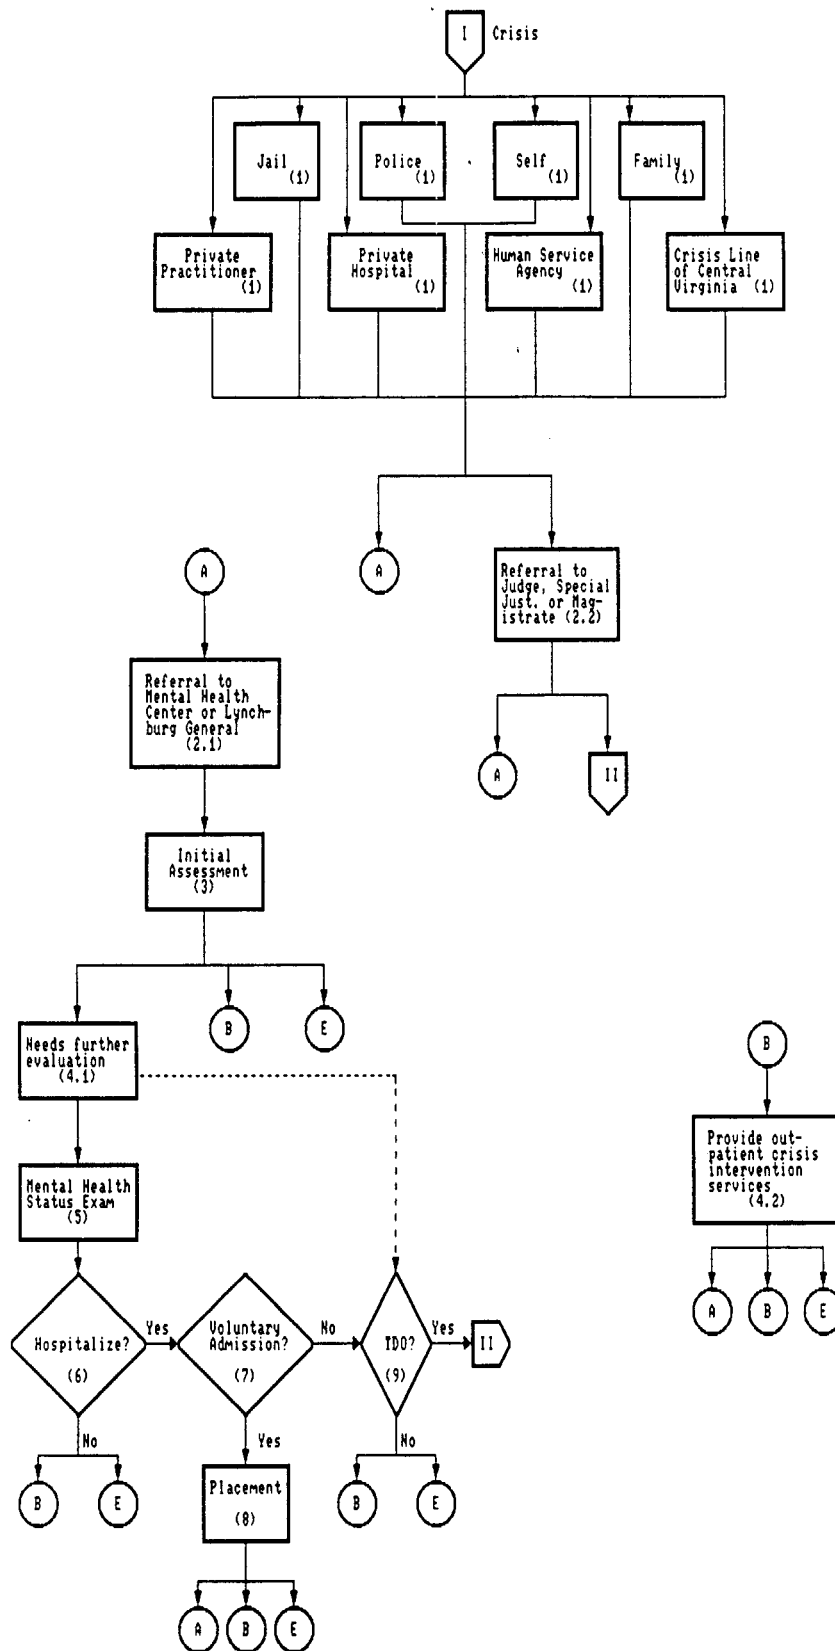 I Crisis
Jail
(1)
Police
(1)
Self
(1)
Family
(1)
Private
Practitioner
(1)
Private
Hospital
(1)
Human Service
Agency
(1)
Crisis Line
of Central
Virginia (1)
A
A
Referral to
Judge, Special
Just. or Mag-
istrate (2.2)
Referral to
Mental Health
Center or Lynch-
burg General
(2.1)
A
II
Initial
Assessment
(3)
Needs further
evaluation
(4.1)
B
E
B
Provide out-
patient crisis
intervention
services
(4.2)
Mental Health
Status Exam
(5)
A
B
E
Hospitalize?
(6)
Yes
Voluntary
Admission?
(7)
No
TDO?
(9)
Yes
II
No
B
E
Yes
Placement
(8)
No
B
E
A
B
E